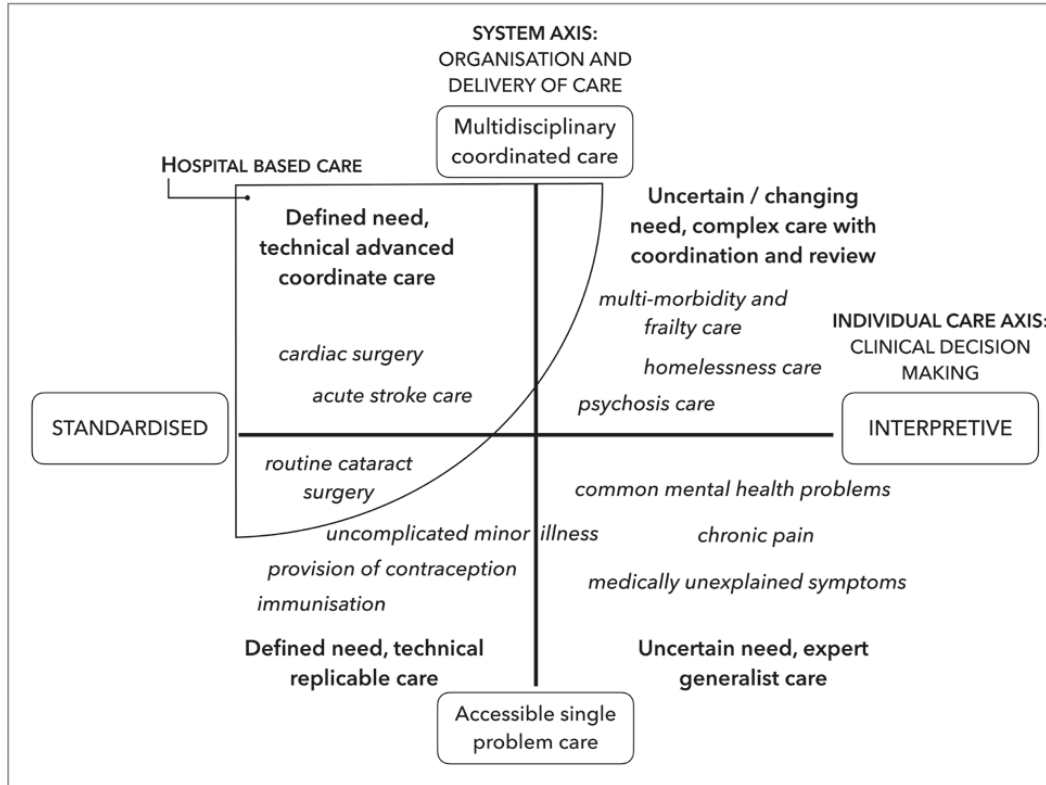 SYSTEM AXIS:
ORGANISATION AND
DELIVERY OF CARE
Multidisciplinary
coordinated care
HOSPITAL BASED CARE
Defined need,
technical advanced
coordinate care
Uncertain / changing
need, complex care with
coordination and review
multi-morbidity and
frailty care
cardiac surgery
homelessness care
acute stroke care
psychosis care
INDIVIDUAL CARE AXIS:
CLINICAL DECISION
MAKING
STANDARDISED
INTERPRETIVE
routine cataract
surgery
common mental health problems
uncomplicated minor illness
chronic pain
provision of contraception
medically unexplained symptoms
immunisation
Defined need, technical
replicable care
Uncertain need, expert
generalist care
Accessible single
problem care